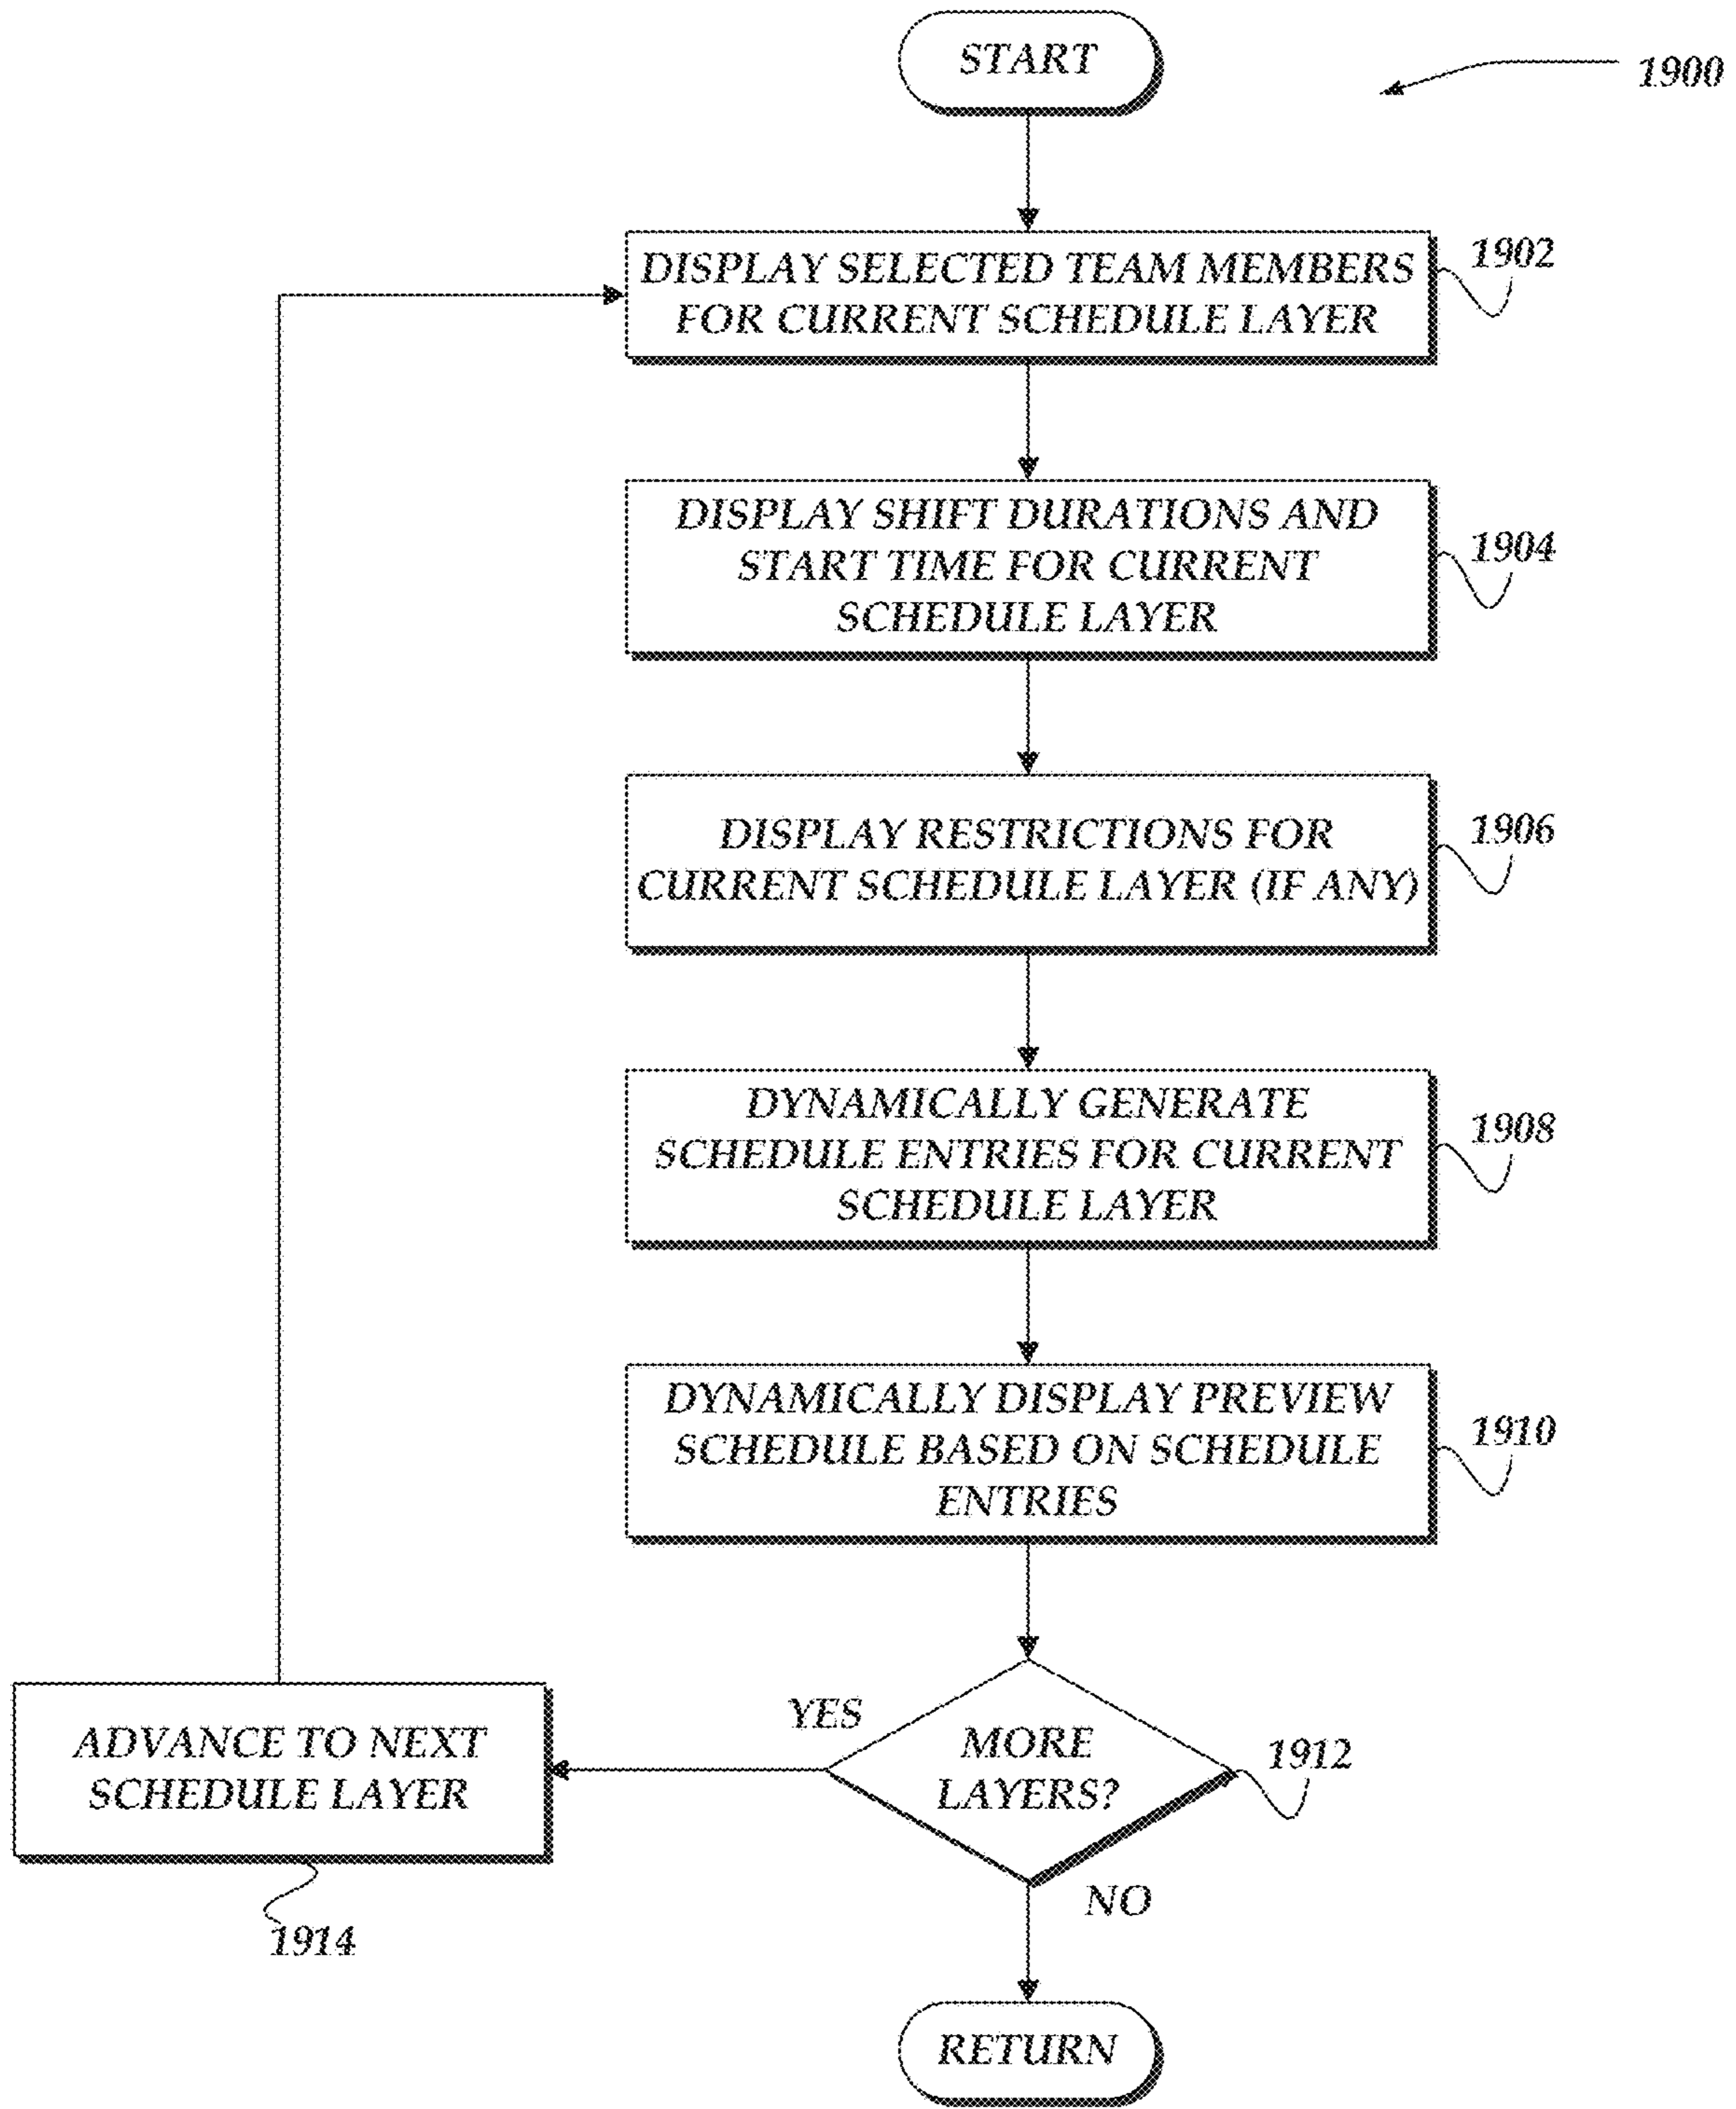 START
1900
DISPLAY SELECTED TEAM MEMBERS
FOR CURRENT SCHEDULE LAYER
1902
DISPLAY SHIFT DURATIONS AND
START TIME FOR CURRENT
SCHEDULE LAYER
1904
DISPLAY RESTRICTIONS FOR
CURRENT SCHEDULE LAYER (IF ANY)
1906
DYNAMICALLY GENERATE
SCHEDULE ENTRIES FOR CURRENT
SCHEDULE LAYER
1908
DYNAMICALLY DISPLAY PREVIEW
SCHEDULE BASED ON SCHEDULE
ENTRIES
1910
MORE
LAYERS?
1912
YES
ADVANCE TO NEXT
SCHEDULE LAYER
1914
NO
RETURN